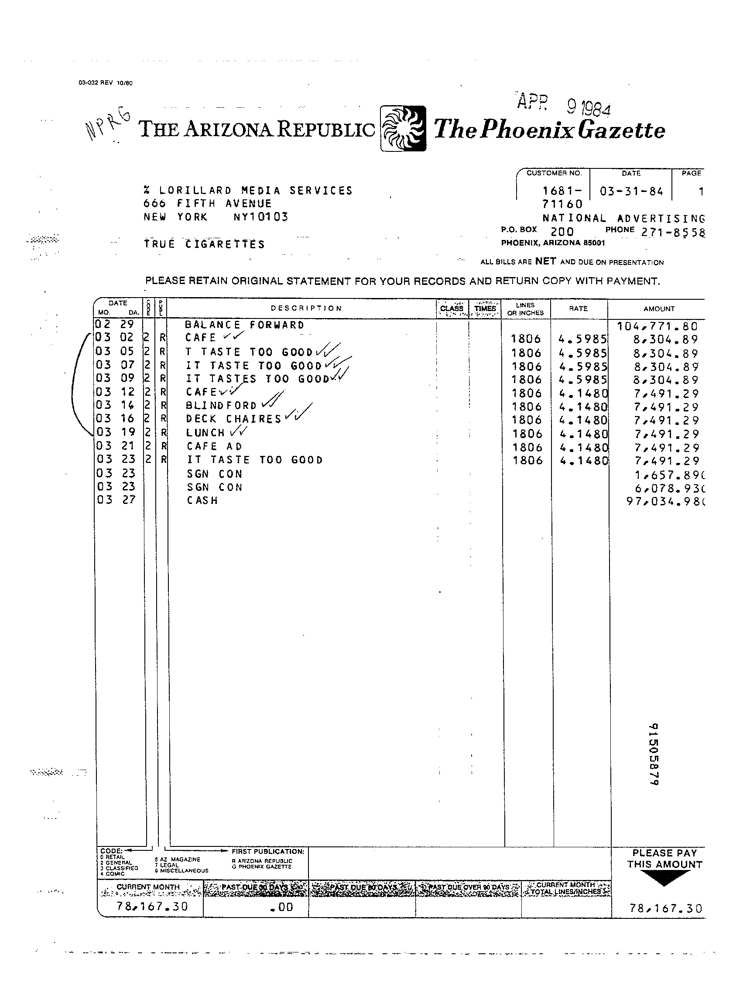 03-032 REV 10/80
APR 9 1984
NPRG
THE ARIZONA REPUBLIC The Phoenix Gazette
CUSTOMER NO. DATE PAGE
1681- 03-31-84 1
71160
% LORILLARD MEDIA SERVICES
666 FIFTH AVENUE
NEW YORK NY10103
NATIONAL ADVERTISING
P.O. BOX 200 PHONE 271-8558
PHOENIX, ARIZONA 85001
TRUE CIGARETTES
ALL BILLS ARE NET AND DUE ON PRESENTATION
PLEASE RETAIN ORIGINAL STATEMENT FOR YOUR RECORDS AND RETURN COPY WITH PAYMENT.
DATE MO. DA. CODE PUB. DESCRIPTION CLASS TIMES LINES OR INCHES RATE AMOUNT
02 29 BALANCE FORWARD 104,771.80
03 02 2 R CAFE 1806 4.5985 8,304.89
03 05 2 R T TASTE TOO GOOD 1806 4.5985 8,304.89
03 07 2 R IT TASTE TOO GOOD 1806 4.5985 8,304.89
03 09 2 R IT TASTES TOO GOOD 1806 4.5985 8,304.89
03 12 2 R CAFE 1806 4.1480 7,491.29
03 14 2 R BLINDFORD 1806 4.1480 7,491.29
03 16 2 R DECK CHAIRES 1806 4.1480 7,491.29
03 19 2 R LUNCH 1806 4.1480 7,491.29
03 21 2 R CAFE AD 1806 4.1480 7,491.29
03 23 2 R IT TASTE TOO GOOD 1806 4.1480 7,491.29
03 23 SGN CON 1,657.89C
03 23 SGN CON 6,078.93C
03 27 CASH 97,034.98C
91505879
CODE: FIRST PUBLICATION:
0 RETAIL
2 GENERAL 6 AZ MAGAZINE R ARIZONA REPUBLIC
3 CLASSIFIED 7 LEGAL G PHOENIX GAZETTE
4 COMIC 9 MISCELLANEOUS
PLEASE PAY
THIS AMOUNT
CURRENT MONTH PAST DUE 30 DAYS PAST DUE 60 DAYS PAST DUE OVER 90 DAYS CURRENT MONTH TOTAL LINES/INCHES
78,167.30 .00 78,167.30